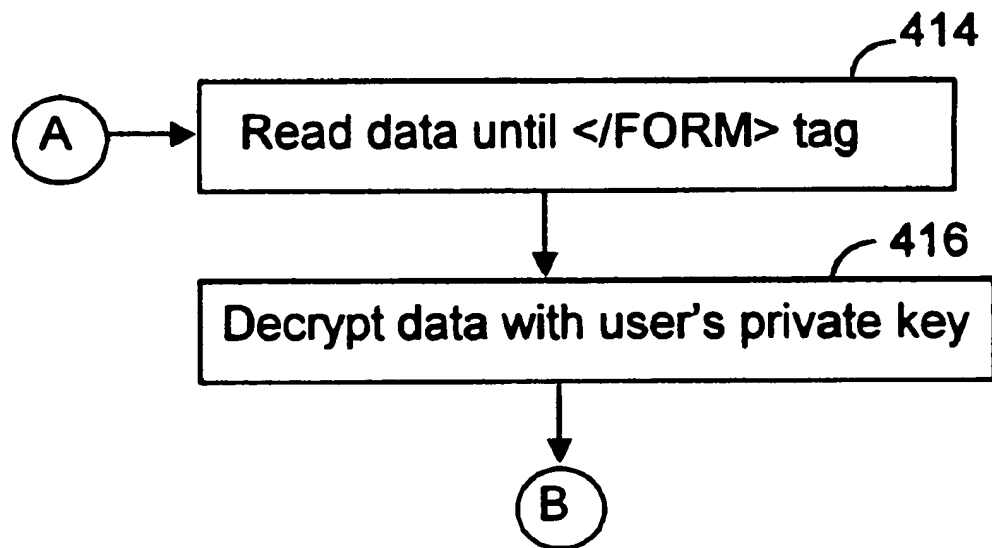 414
A
Read data until </FORM> tag
416
Decrypt data with user's private key
B